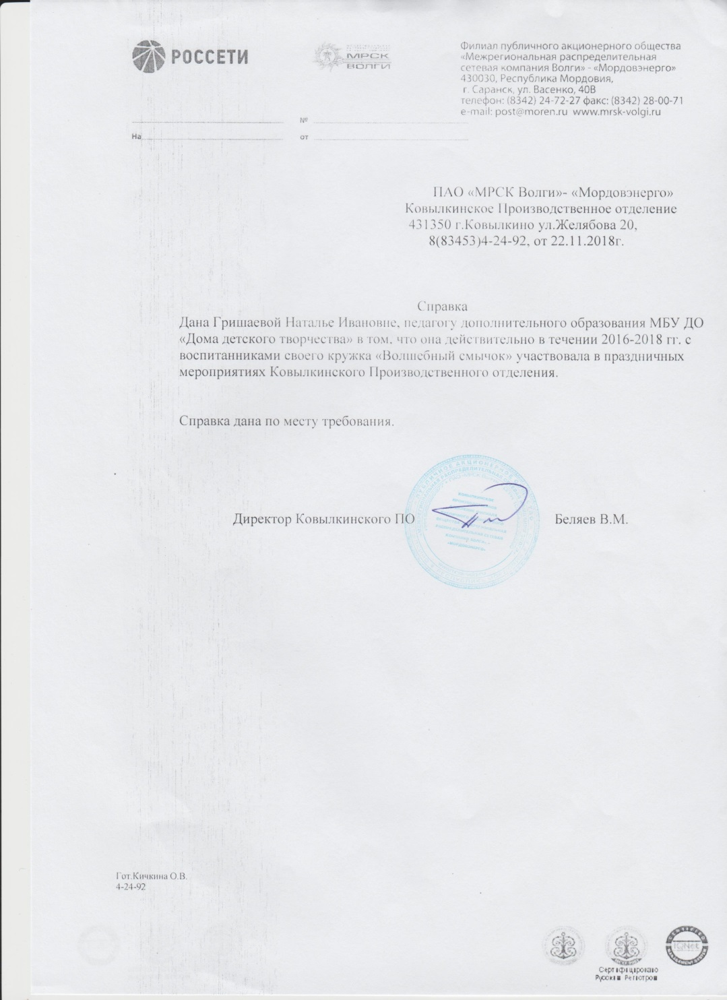 РОССЕТИ
МРСК
ВОЛГИ
Филиал публичного акционерного общества
«Межрегиональная распределительная
сетевая компания Волги» - «Мордовэнерго»
430030, Республика Мордовия,
г. Саранск, ул. Васенко, 40В
телефон: (8342) 24-72-27 факс: (8342) 28-00-71
e-mail: post@moren.ru www.mrsk-volgi.ru
№
На от
ПАО «МРСК Волги»- «Мордовэнерго»
Ковылкинское Производственное отделение
431350 г.Ковылкино ул.Желябова 20,
8(83453)4-24-92, от 22.11.2018г.
Справка
Дана Гришаевой Наталье Ивановне, педагогу дополнительного образования МБУ ДО
«Дома детского творчества» в том, что она действительно в течении 2016-2018 гг. с
воспитанниками своего кружка «Волшебный смычок» участвовала в праздничных
мероприятиях Ковылкинского Производственного отделения.
Справка дана по месту требования.
Директор Ковылкинского ПО Беляев В.М.
Гот.Кичкина О.В.
4-24-92
CERTIFIED
IQNet
MANAGEMENT SYSTEM
Сертифицировано
Русским Регистром